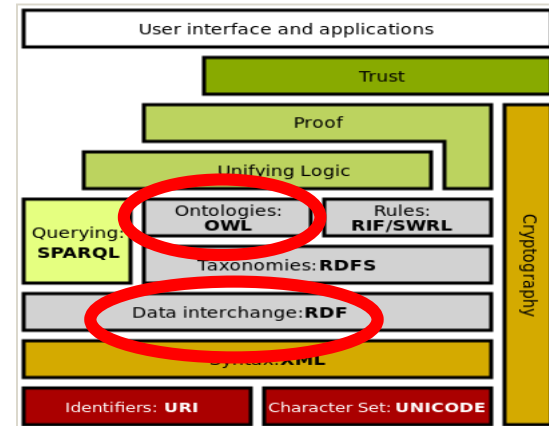 User interface and applications
Trust
Proof
Unifying Logic
Ontologies:
OWL
Rules:
RIF/SWRL
Querying:
SPARQL
Taxonomies: RDFS
Data interchange: RDF
Syntax: XML
Identifiers: URI
Character Set: UNICODE
Cryptography